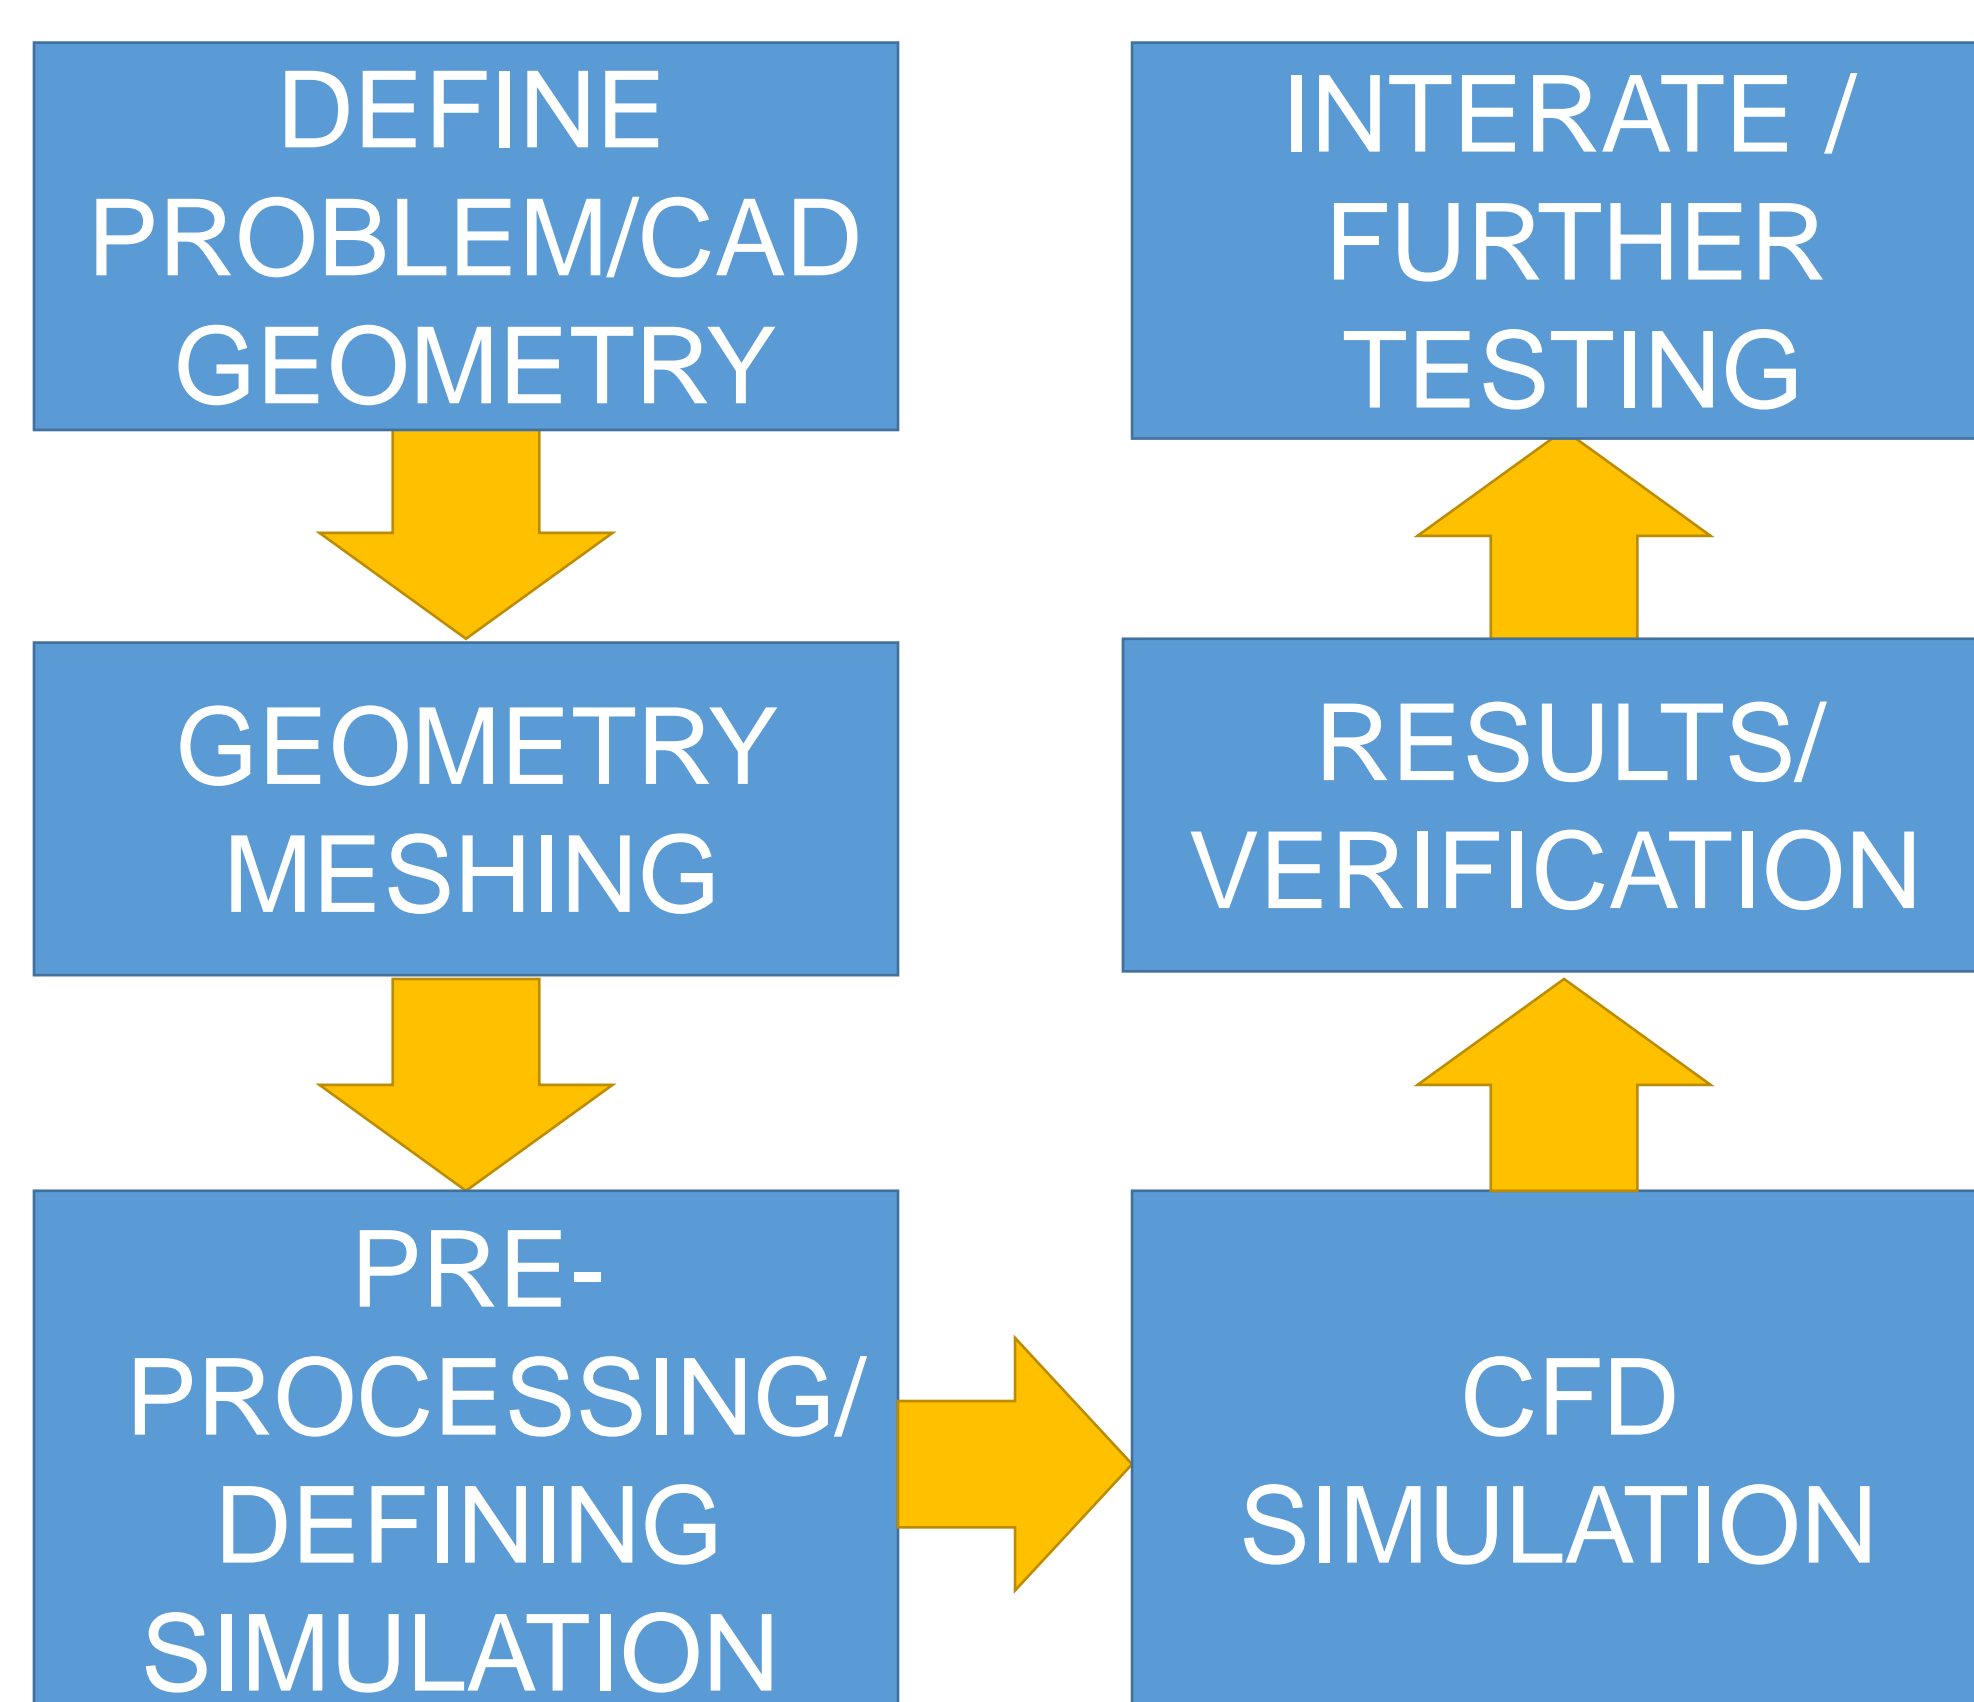 DEFINE
PROBLEM/CAD
GEOMETRY
GEOMETRY
MESHING
PRE-
PROCESSING/
DEFINING
SIMULATION
CFD
SIMULATION
RESULTS/
VERIFICATION
INTERATE /
FURTHER
TESTING